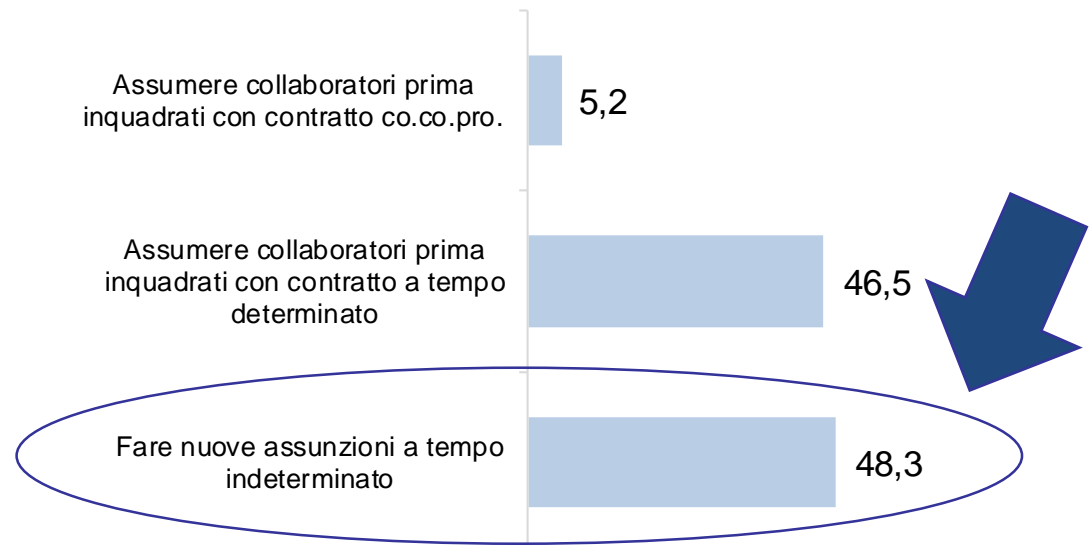 Assumere collaboratori prima
inquadrati con contratto co.co.pro.
5,2
Assumere collaboratori prima
inquadrati con contratto a tempo
determinato
46,5
Fare nuove assunzioni a tempo
indeterminato
48,3